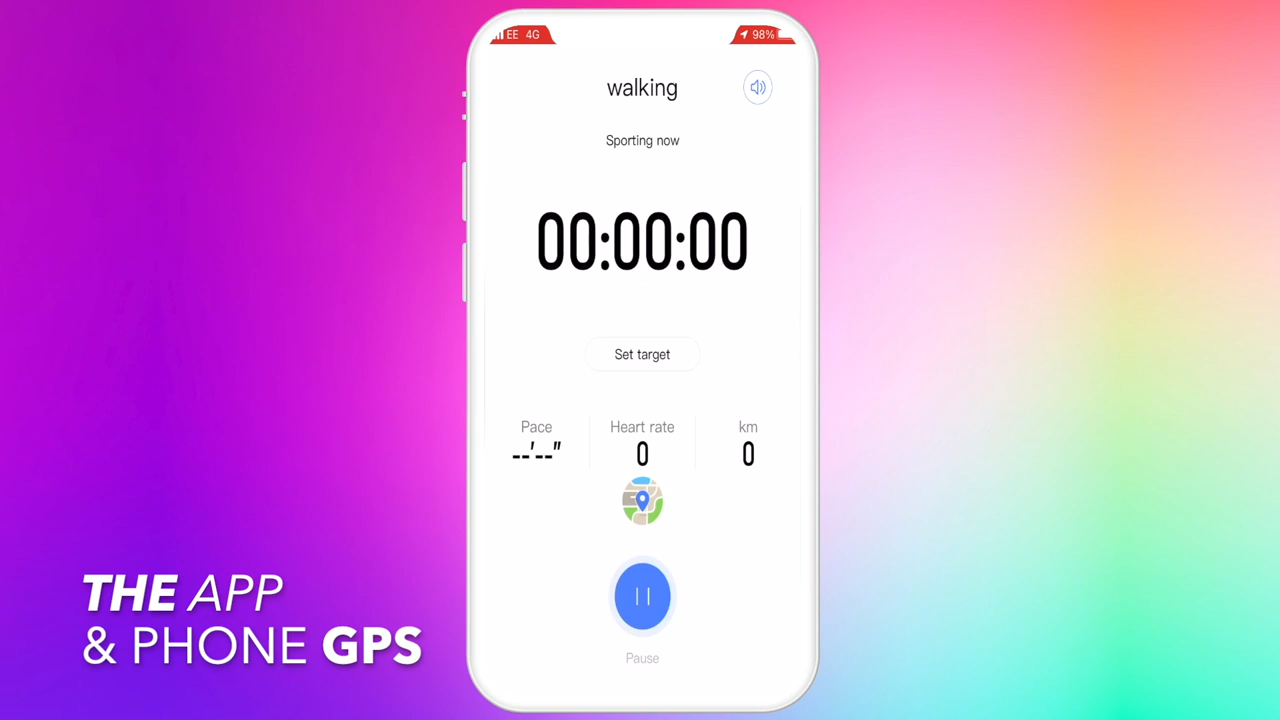 EE 4G 98%
walking
Sporting now
00:00:00
Set target
Pace Heart rate km
--'--" 0 0
Pause
THE APP
& PHONE GPS